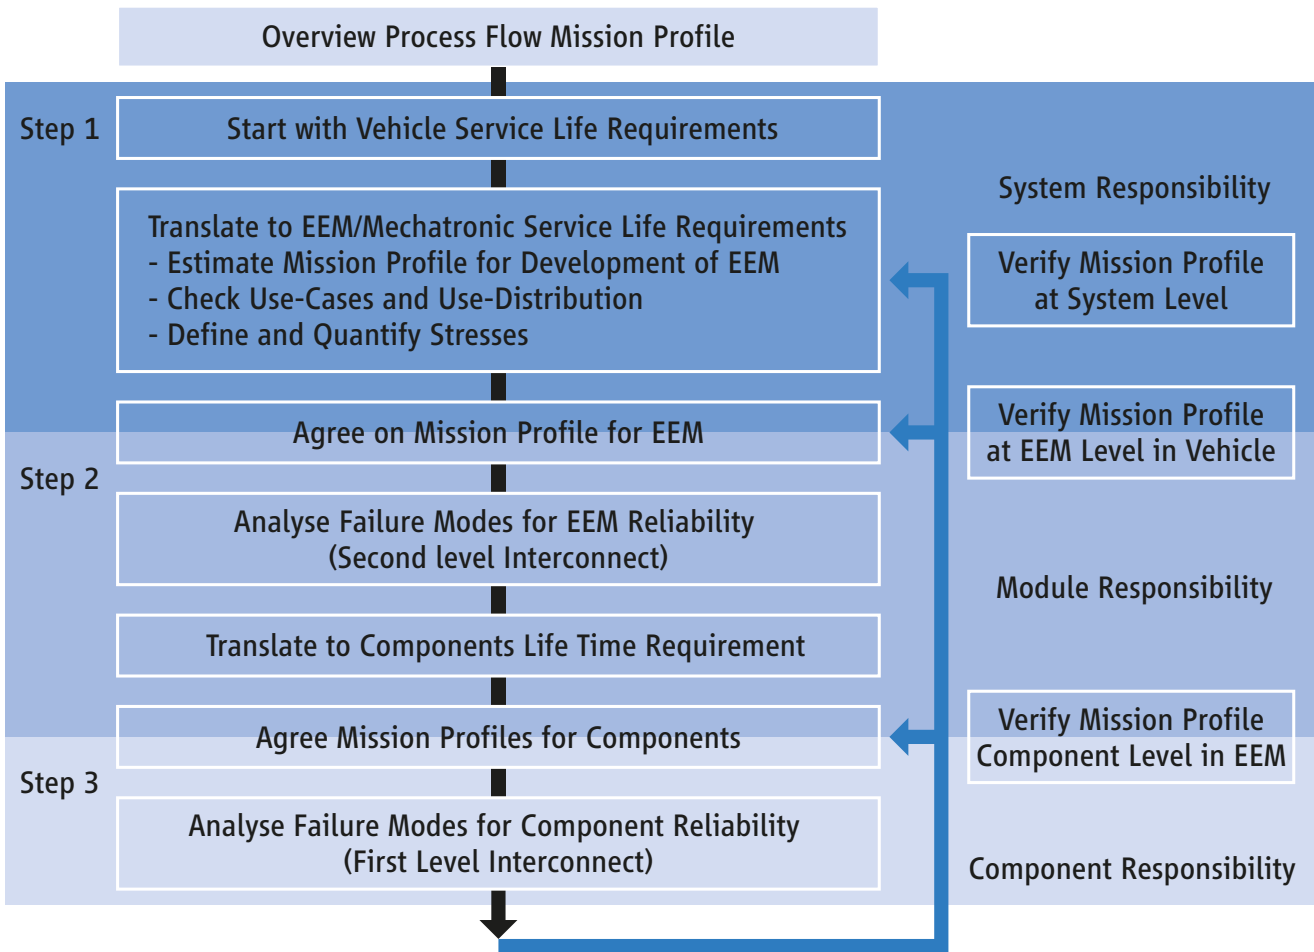 Overview Process Flow Mission Profile
Step 1
Start with Vehicle Service Life Requirements
System Responsibility
Translate to EEM/Mechatronic Service Life Requirements
- Estimate Mission Profile for Development of EEM
- Check Use-Cases and Use-Distribution
- Define and Quantify Stresses
Verify Mission Profile
at System Level
Agree on Mission Profile for EEM
Verify Mission Profile
at EEM Level in Vehicle
Step 2
Analyse Failure Modes for EEM Reliability
(Second level Interconnect)
Module Responsibility
Translate to Components Life Time Requirement
Agree Mission Profiles for Components
Verify Mission Profile
Component Level in EEM
Step 3
Analyse Failure Modes for Component Reliability
(First Level Interconnect)
Component Responsibility